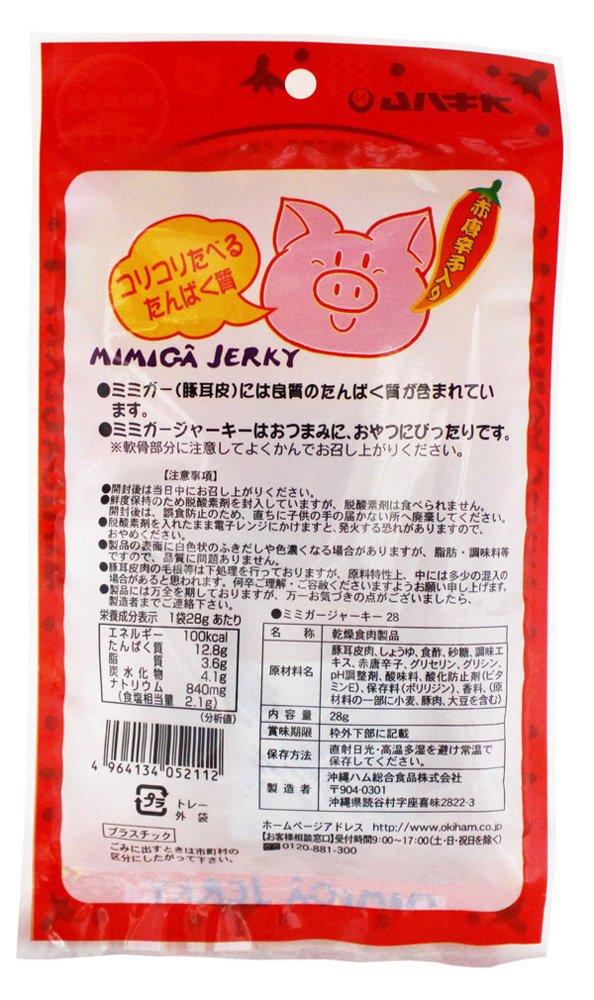 オキハム
赤唐辛子入り
コリコリたべる
たんぱく質
MIMIGÂ JERKY
●ミミガー(豚耳皮)には良質のたんぱく質が含まれてい
ます。
●ミミガージャーキーはおつまみに、おやつにぴったりです。
※軟骨部分に注意してよくかんでお召し上がりください。
【注意事項】
●開封後は当日中にお召し上がりください。
●鮮度保持のため脱酸素剤を封入していますが、脱酸素剤は食べられません。
開封後は、誤食防止のため、直ちに子供の手の届かない所へ廃棄してください。
●脱酸素剤を入れたまま電子レンジにかけますと、発火する恐れがありますので、
おやめください。
●製品の表面に白色状のふきだしや色濃くなる場合がありますが、脂肪・調味料等
ですので、品質に問題ありません。
●豚耳皮肉の毛根等は下処理を行っておりますが、原料特性上、中には多少の混入の
場合があると思われます。何卒ご理解・ご容赦くださいますようお願い申し上げます。
●製品には万全を期しておりますが、万一お気づきの点がございましたら、
製造者までご連絡下さい。
栄養成分表示 1袋28gあたり
エネルギー 100kcal
たんぱく質 12.8g
脂質 3.6g
炭水化物 4.1g
ナトリウム 840mg
(食塩相当量 2.1g)
(分析値)
4 964134 052112
プラ
トレー
外袋
プラスチック
ごみに出すときは市町村の
区分にしたがって下さい。
●ミミガージャーキー 28
名称 乾燥食肉製品
原材料名 豚耳皮肉、しょうゆ、食酢、砂糖、調味エ
キス、赤唐辛子、グリセリン、グリシン、
pH調整剤、酸味料、酸化防止剤(ビタ
ミンE)、保存料(ポリリジン)、香料、(原
材料の一部に小麦、豚肉、大豆を含む)
内容量 28g
賞味期限 枠外下部に記載
保存方法 直射日光・高温多湿を避け常温で
保存してください。
製造者 沖縄ハム総合食品株式会社
〒904-0301
沖縄県読谷村字座喜味2822-3
ホームページアドレス http://www.okiham.co.jp
【お客様相談窓口】受付時間9:00〜17:00(土・日・祝日を除く)
0120-881-300
MIMIGÂ JERKY